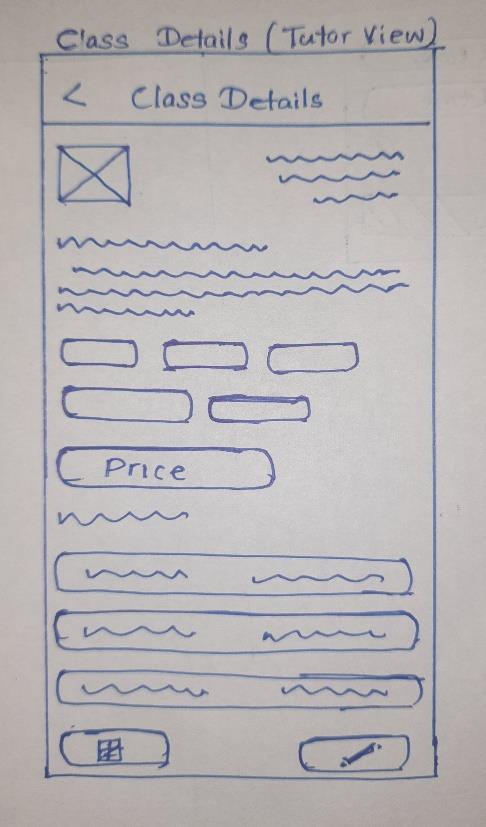 Class Details (Tutor View)
< Class Details
Price